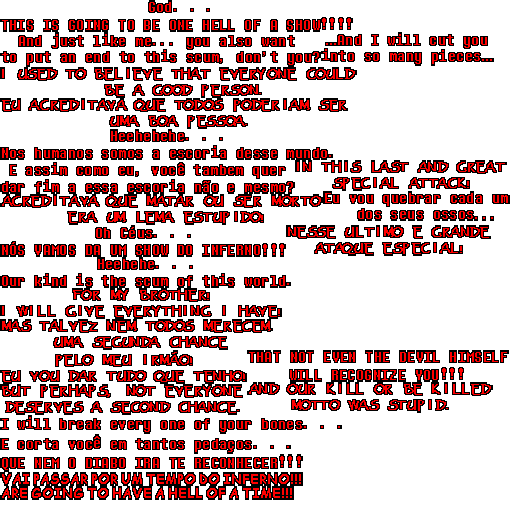 God. . .
THIS IS GOING TO BE ONE HELL OF A SHOW!!!!
And just like me... you also want
to put an end to this scum, don't you?
...And I will cut you
into so many pieces...
I USED TO BELIEVE THAT EVERYONE COULD
BE A GOOD PERSON.
EU ACREDITAVA QUE TODOS PODERIAM SER
UMA BOA PESSOA.
Heehehehe. . .
Nos humanos somos a escoria desse mundo.
E assim como eu, você tambem quer
dar fim a essa escoria não e mesmo?
IN THIS LAST AND GREAT
SPECIAL ATTACK:
ACREDITAVA QUE MATAR OU SER MORTO
ERA UM LEMA ESTUPIDO:
Eu vou quebrar cada um
dos seus ossos...
Oh Céus. . .
NESSE ULTIMO E GRANDE
ATAQUE ESPECIAL:
NÓS VAMOS DA UM SHOW DO INFERNO!!!
Heehehe. . .
Our kind is the scum of this world.
FOR MY BROTHER:
I WILL GIVE EVERYTHING I HAVE:
MAS TALVEZ NEM TODOS MERECEM
UMA SEGUNDA CHANCE
PELO MEU IRMÃO:
EU VOU DAR TUDO QUE TENHO:
THAT NOT EVEN THE DEVIL HIMSELF
WILL RECOGNIZE YOU!!!
BUT PERHAPS, NOT EVERYONE
DESERVES A SECOND CHANCE.
AND OUR KILL OR BE KILLED
MOTTO WAS STUPID.
I will break every one of your bones. . .
E corta você em tantos pedaços. . .
QUE NEM O DIABO IRA TE RECONHECER!!!
VAI PASSAR POR UM TEMPO DO INFERNO!!!
ARE GOING TO HAVE A HELL OF A TIME!!!